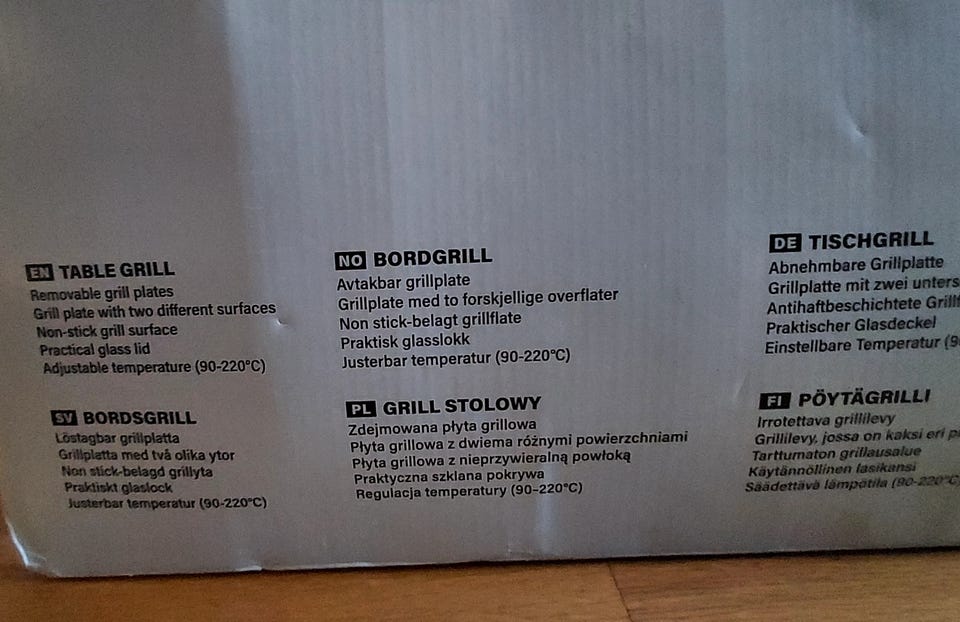 EN TABLE GRILL
Removable grill plates
Grill plate with two different surfaces
Non-stick grill surface
Practical glass lid
Adjustable temperature (90-220°C)
NO BORDGRILL
Avtakbar grillplate
Grillplate med to forskjellige overflater
Non stick-belagt grillflate
Praktisk glasslokk
Justerbar temperatur (90-220°C)
DE TISCHGRILL
Abnehmbare Grillplatte
Grillplatte mit zwei
Antihaftbeschichtete
Praktischer Glasdeckel
Einstellbare Temperatur
SV BORDSGRILL
Löstagbar grillplatta
Grillplatta med två olika ytor
Non stick-belagd grillyta
Praktiskt glaslock
Justerbar temperatur (90-220°C)
PL GRILL STOLOWY
Zdejmowana płyta grillowa
Płyta grillowa z dwiema różnymi powierzchniami
Płyta grillowa z nieprzywieralną powłoką
Praktyczna szklana pokrywa
Regulacja temperatury (90-220°C)
FI PÖYTÄGRILLI
Irrotettava grillilevy
Grillilevy, jossa on kaksi eri
Tarttumaton grillausalue
Käytännöllinen lasikansi
Säädettävä lämpötila (90-220°C)